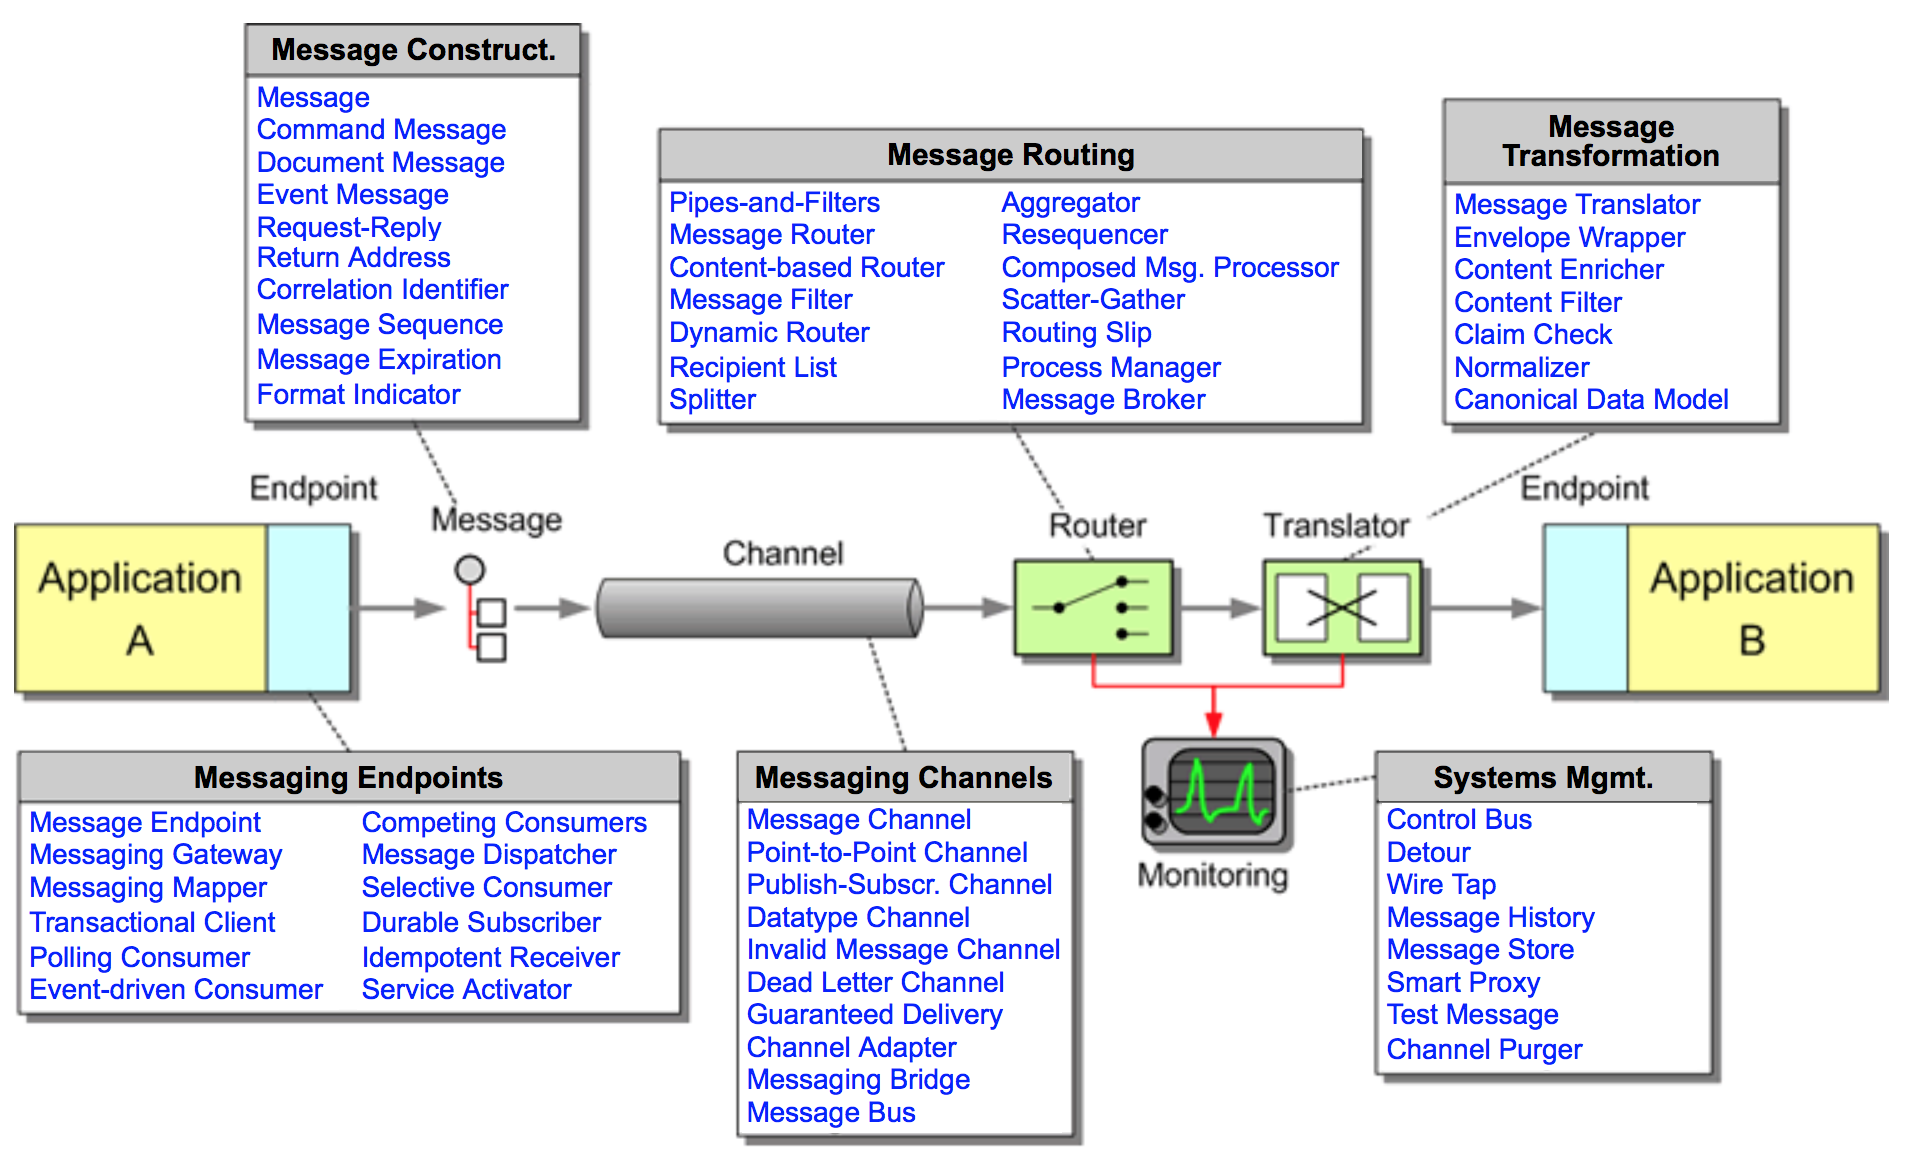 Message Construct.
Message
Command Message
Document Message
Event Message
Request-Reply
Return Address
Correlation Identifier
Message Sequence
Message Expiration
Format Indicator
Message Routing
Pipes-and-Filters
Message Router
Content-based Router
Message Filter
Dynamic Router
Recipient List
Splitter
Aggregator
Resequencer
Composed Msg. Processor
Scatter-Gather
Routing Slip
Process Manager
Message Broker
Message
Transformation
Message Translator
Envelope Wrapper
Content Enricher
Content Filter
Claim Check
Normalizer
Canonical Data Model
Endpoint
Message
Channel
Router
Translator
Endpoint
Application
A
Application
B
Messaging Endpoints
Message Endpoint
Messaging Gateway
Messaging Mapper
Transactional Client
Polling Consumer
Event-driven Consumer
Competing Consumers
Message Dispatcher
Selective Consumer
Durable Subscriber
Idempotent Receiver
Service Activator
Messaging Channels
Message Channel
Point-to-Point Channel
Publish-Subscr. Channel
Datatype Channel
Invalid Message Channel
Dead Letter Channel
Guaranteed Delivery
Channel Adapter
Messaging Bridge
Message Bus
Monitoring
Systems Mgmt.
Control Bus
Detour
Wire Tap
Message History
Message Store
Smart Proxy
Test Message
Channel Purger